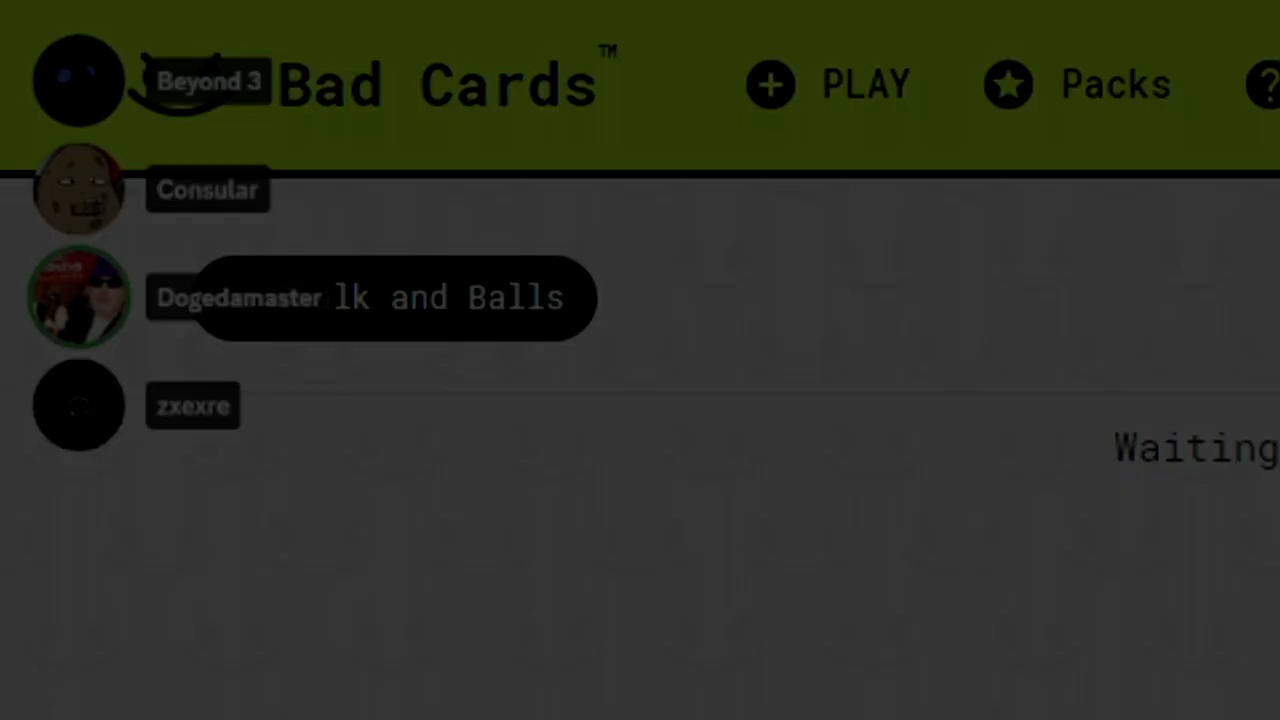 Beyond 3 Bad Cards™ PLAY Packs
Consular
Dogedamaster lk and Balls
zxexre
Waiting